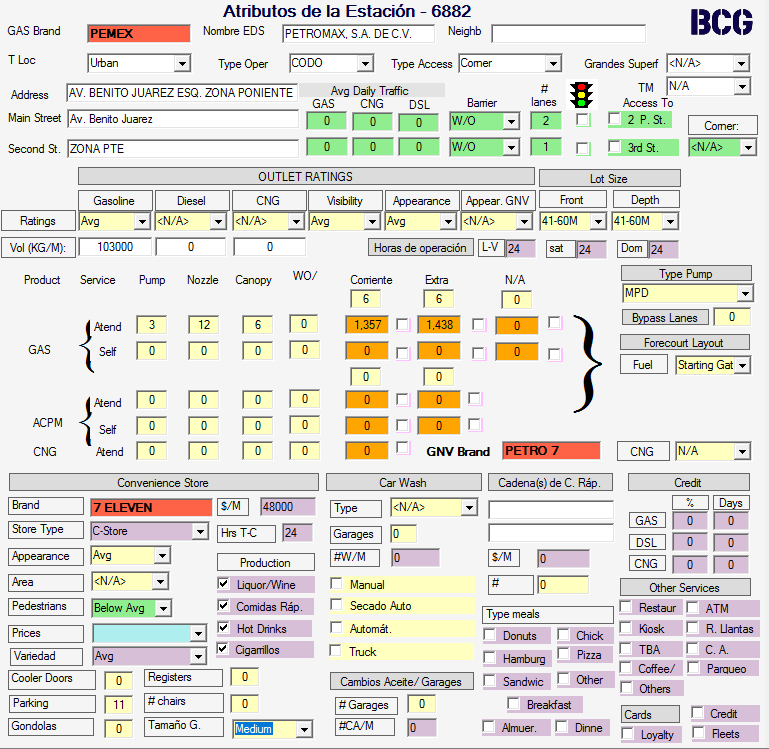 Atributos de la Estación - 6882
BCG
GAS Brand PEMEX Nombre EDS PETROMAX, S.A. DE C.V. Neighb
T Loc Urban Type Oper CODO Type Access Corner Grandes Superf <N/A>
TM N/A
Address AV. BENITO JUAREZ ESQ. ZONA PONIENTE Avg Daily Traffic # lanes Access To
GAS CNG DSL Barrier
Main Street Av. Benito Juarez 0 0 0 W/O 2 2 P. St. Corner:
Second St. ZONA PTE 0 0 0 W/O 1 3rd St. <N/A>
OUTLET RATINGS Lot Size
Gasoline Diesel CNG Visibility Appearance Appear. GNV Front Depth
Ratings Avg <N/A> <N/A> Avg Avg <N/A> 41-60M 41-60M
Vol (KG/M): 103000 0 0 Horas de operación L-V 24 sat 24 Dom 24
Product Service Pump Nozzle Canopy WO/ Corriente Extra N/A Type Pump
6 6 0 MPD
Bypass Lanes 0
GAS Atend 3 12 6 0 1,357 1,438 0
Self 0 0 0 0 0 0 0 Forecourt Layout
0 0 Fuel Starting Gat
ACPM Atend 0 0 0 0 0 0
Self 0 0 0 0 0 0
CNG Atend 0 0 0 0 0 GNV Brand PETRO 7 CNG N/A
Convenience Store Car Wash Cadena(s) de C. Ráp. Credit
Brand 7 ELEVEN $/M 48000 Type <N/A> % Days
Store Type C-Store Hrs T-C 24 Garages 0 GAS 0 0
Appearance Avg Production #W/M 0 $/M 0 DSL 0 0
CNG 0 0
Area <N/A> Liquor/Wine Manual # 0 Other Services
Pedestrians Below Avg Comidas Ráp. Secado Auto Type meals Restaur ATM
Prices Hot Drinks Automát. Donuts Chick Kiosk R. Llantas
Variedad Avg Cigarrillos Truck Hamburg Pizza TBA C. A.
Cooler Doors 0 Registers 0 Cambios Aceite/ Garages Sandwic Other Coffee/ Parqueo
Others
Parking 11 # chairs 0 # Garages 0 Breakfast Cards Credit
Gondolas 0 Tamaño G. Medium #CA/M 0 Almuer. Dinne Loyalty Fleets